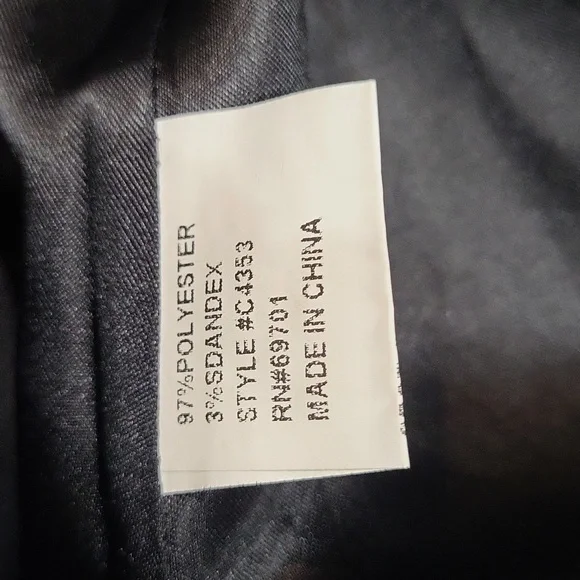 97%POLYESTER
3%SDANDEX
STYLE #C4353
RN#69701
MADE IN CHINA